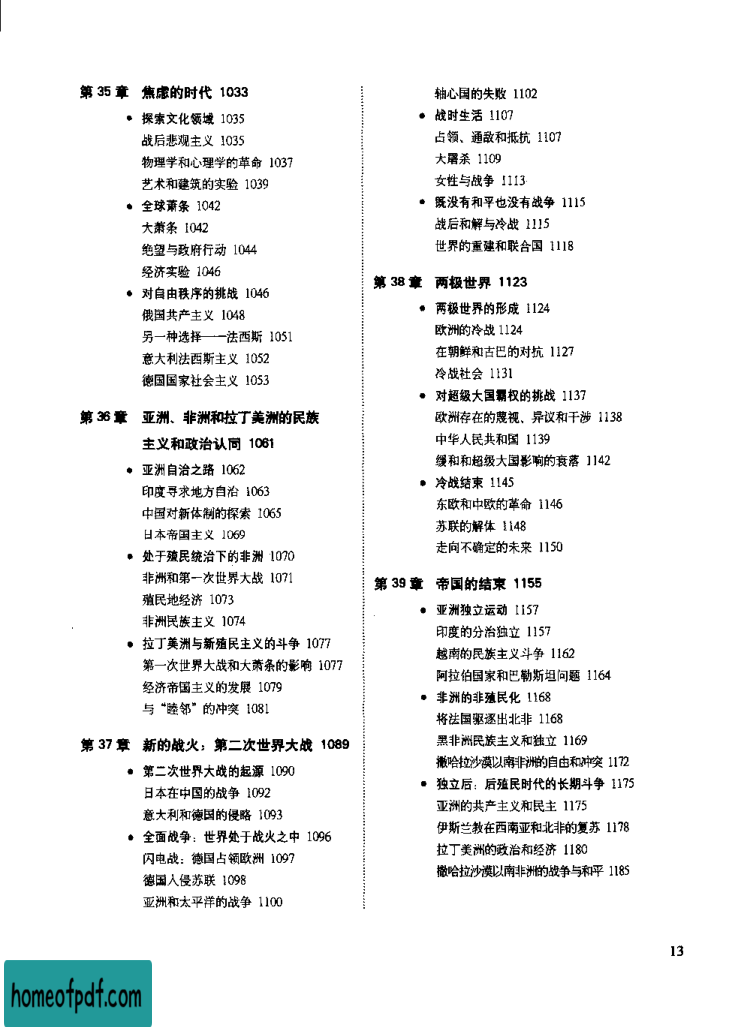 第 35 章 焦虑的时代 1033
• 探索文化领域 1035
战后悲观主义 1035
物理学和心理学的革命 1037
艺术和建筑的实验 1039
• 全球萧条 1042
大萧条 1042
绝望与政府行动 1044
经济实验 1046
• 对自由秩序的挑战 1046
俄国共产主义 1048
另一种选择——法西斯 1051
意大利法西斯主义 1052
德国国家社会主义 1053
第 36 章 亚洲、非洲和拉丁美洲的民族
主义和政治认同 1061
• 亚洲自治之路 1062
印度寻求地方自治 1063
中国对新体制的探索 1065
日本帝国主义 1069
• 处于殖民统治下的非洲 1070
非洲和第一次世界大战 1071
殖民地经济 1073
非洲民族主义 1074
• 拉丁美洲与新殖民主义的斗争 1077
第一次世界大战和大萧条的影响 1077
经济帝国主义的发展 1079
与“睦邻”的冲突 1081
第 37 章 新的战火：第二次世界大战 1089
• 第二次世界大战的起源 1090
日本在中国的战争 1092
意大利和德国的侵略 1093
• 全面战争：世界处于战火之中 1096
闪电战：德国占领欧洲 1097
德国入侵苏联 1098
亚洲和太平洋的战争 1100
轴心国的失败 1102
• 战时生活 1107
占领、通敌和抵抗 1107
大屠杀 1109
女性与战争 1113
• 既没有和平也没有战争 1115
战后和解与冷战 1115
世界的重建和联合国 1118
第 38 章 两极世界 1123
• 两极世界的形成 1124
欧洲的冷战 1124
在朝鲜和古巴的对抗 1127
冷战社会 1131
• 对超级大国霸权的挑战 1137
欧洲存在的蔑视、异议和干涉 1138
中华人民共和国 1139
缓和和超级大国影响的衰落 1142
• 冷战结束 1145
东欧和中欧的革命 1146
苏联的解体 1148
走向不确定的未来 1150
第 39 章 帝国的结束 1155
• 亚洲独立运动 1157
印度的分治独立 1157
越南的民族主义斗争 1162
阿拉伯国家和巴勒斯坦问题 1164
• 非洲的非殖民化 1168
将法国驱逐出北非 1168
黑非洲民族主义和独立 1169
撒哈拉沙漠以南非洲的自由和冲突 1172
• 独立后：后殖民时代的长期斗争 1175
亚洲的共产主义和民主 1175
伊斯兰教在西南亚和北非的复苏 1178
拉丁美洲的政治和经济 1180
撒哈拉沙漠以南非洲的战争与和平 1185
13
homeofpdf.com